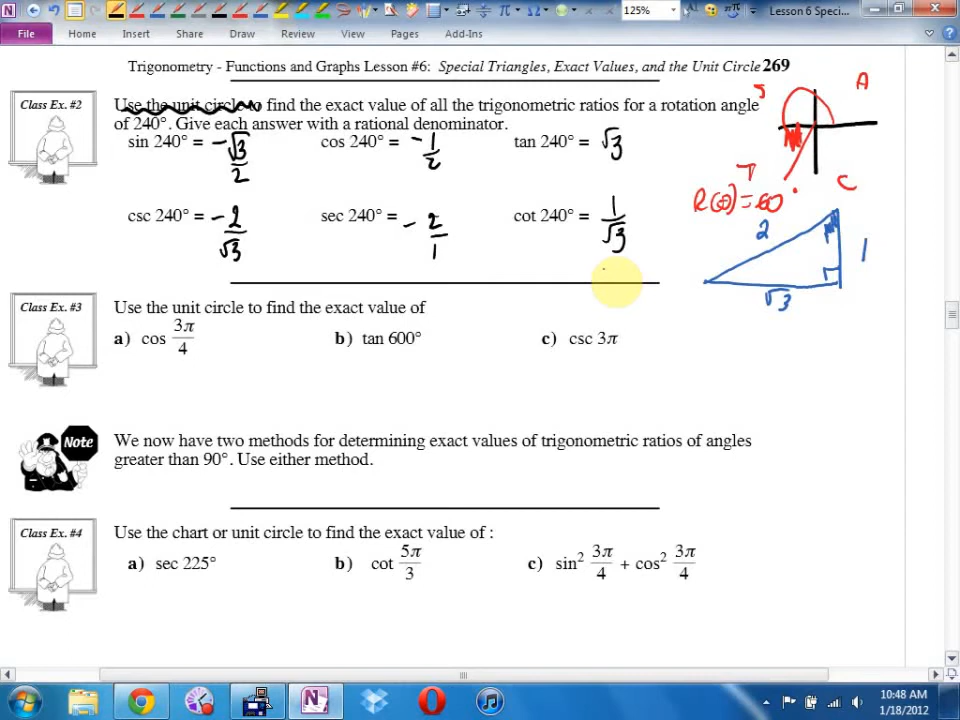 125%
Lesson 6 Speci...
File Home Insert Share Draw Review View Pages Add-Ins
Trigonometry - Functions and Graphs Lesson #6: Special Triangles, Exact Values, and the Unit Circle 269
Class Ex. #2
Use the unit circle to find the exact value of all the trigonometric ratios for a rotation angle
of 240°. Give each answer with a rational denominator.
sin 240° = -√3/2 cos 240° = -1/2 tan 240° = √3
csc 240° = -2/√3 sec 240° = -2/1 cot 240° = 1/√3
S A
T C
R(θ) = 60°
2 1
√3
Class Ex. #3
Use the unit circle to find the exact value of
a) cos 3π/4 b) tan 600° c) csc 3π
Note
We now have two methods for determining exact values of trigonometric ratios of angles
greater than 90°. Use either method.
Class Ex. #4
Use the chart or unit circle to find the exact value of :
a) sec 225° b) cot 5π/3 c) sin² 3π/4 + cos² 3π/4
10:48 AM
1/18/2012